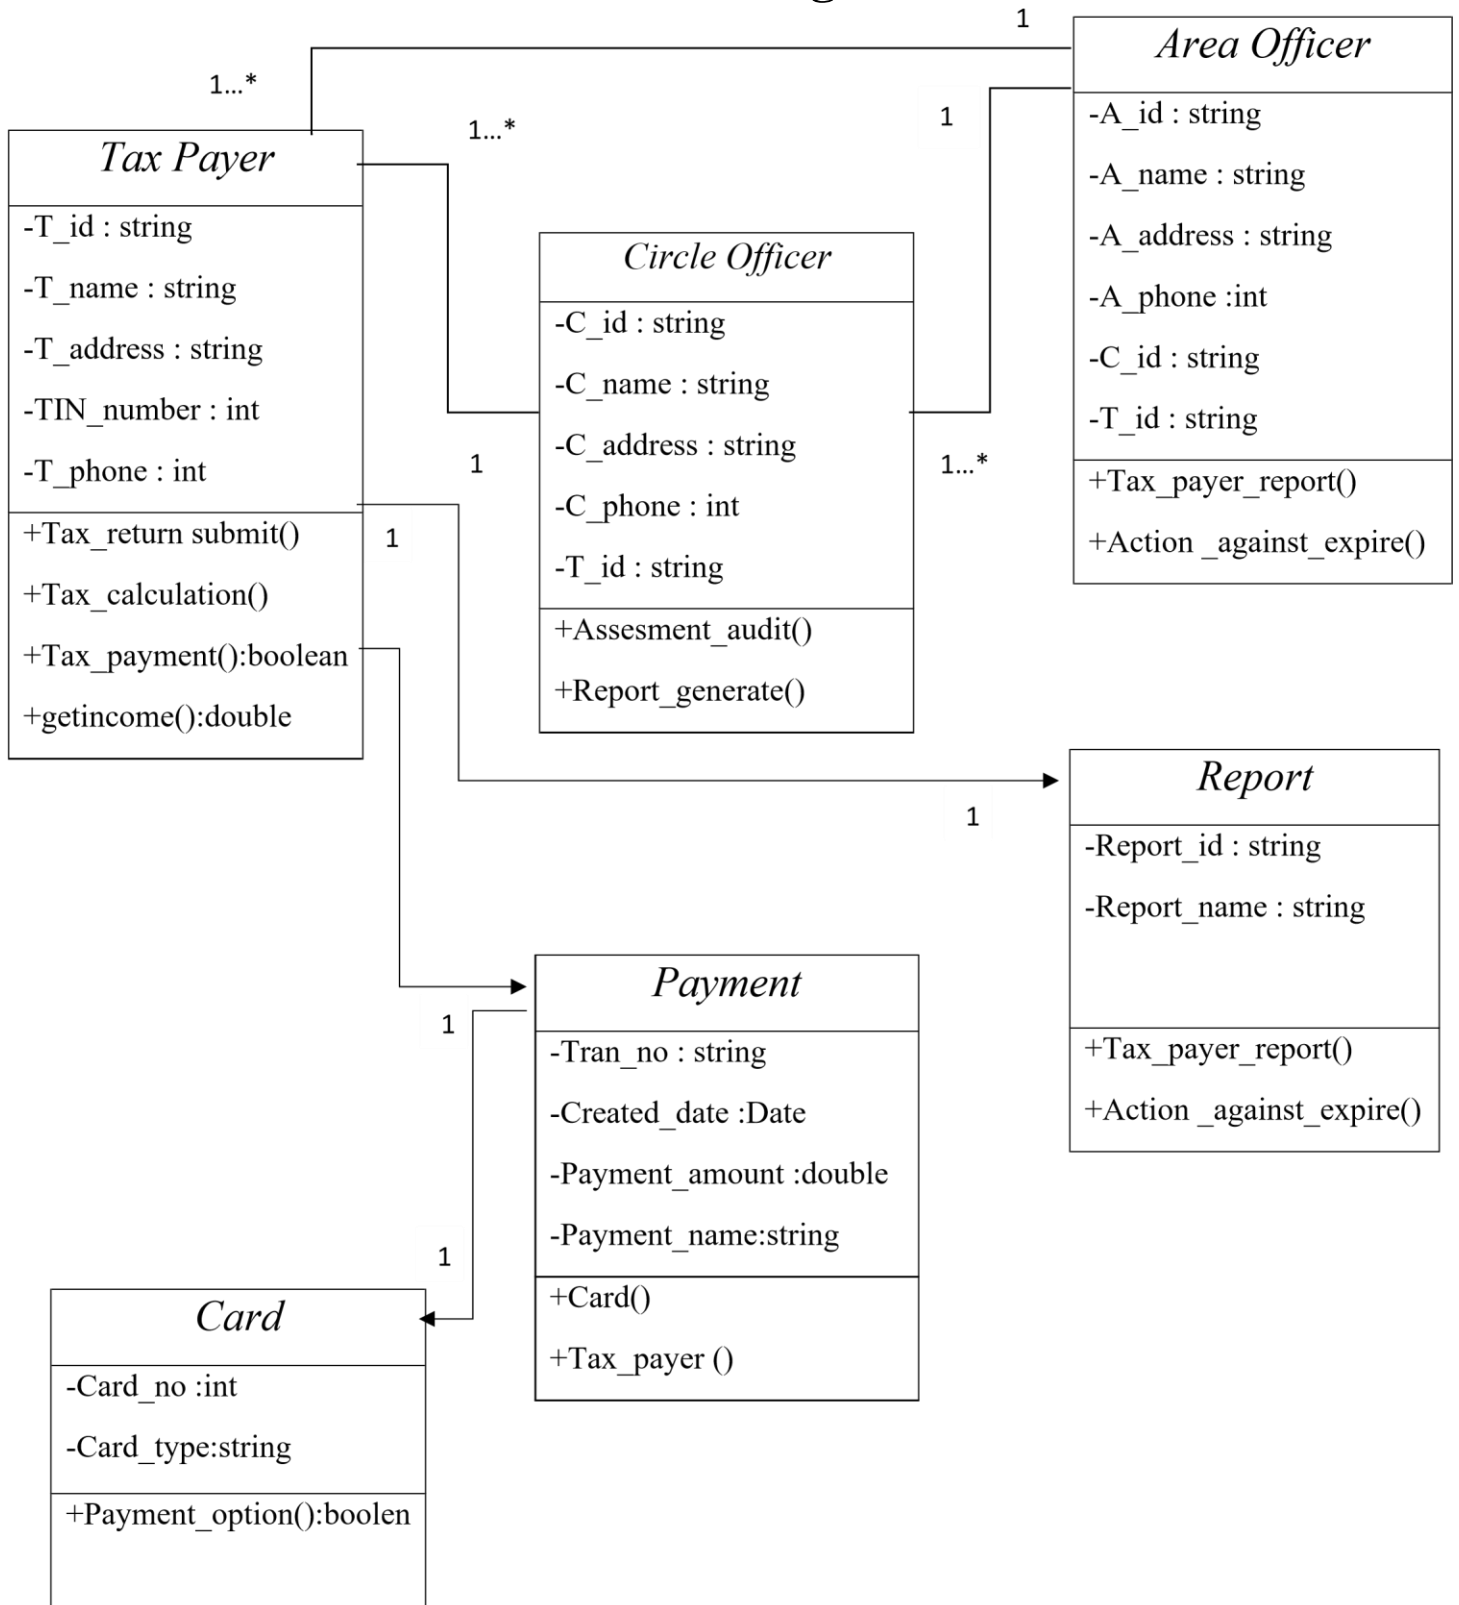 g
1
Area Officer
-A_id : string
-A_name : string
-A_address : string
-A_phone :int
-C_id : string
-T_id : string
+Tax_payer_report()
+Action _against_expire()
1...*
1...*
1
Tax Payer
-T_id : string
-T_name : string
-T_address : string
-TIN_number : int
-T_phone : int
+Tax_return submit()
+Tax_calculation()
+Tax_payment():boolean
+getincome():double
Circle Officer
-C_id : string
-C_name : string
-C_address : string
-C_phone : int
-T_id : string
+Assesment_audit()
+Report_generate()
1
1...*
1
1
Report
-Report_id : string
-Report_name : string
+Tax_payer_report()
+Action _against_expire()
Payment
-Tran_no : string
-Created_date :Date
-Payment_amount :double
-Payment_name:string
+Card()
+Tax_payer ()
1
1
Card
-Card_no :int
-Card_type:string
+Payment_option():boolen